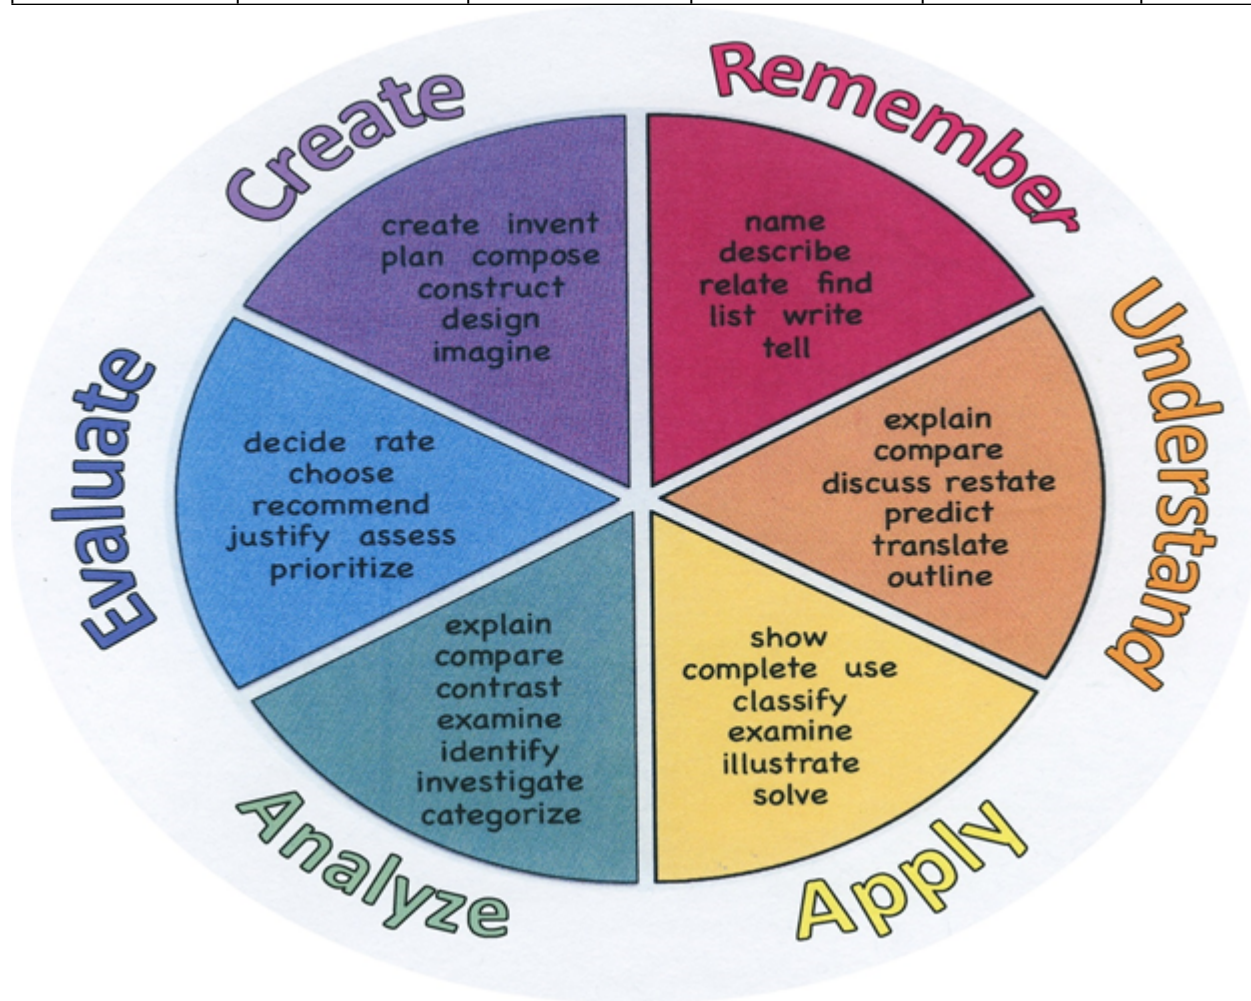 Remember
name
describe
relate find
list write
tell
Understand
explain
compare
discuss restate
predict
translate
outline
Apply
show
complete use
classify
examine
illustrate
solve
Analyze
explain
compare
contrast
examine
identify
investigate
categorize
Evaluate
decide rate
choose
recommend
justify assess
prioritize
Create
create invent
plan compose
construct
design
imagine